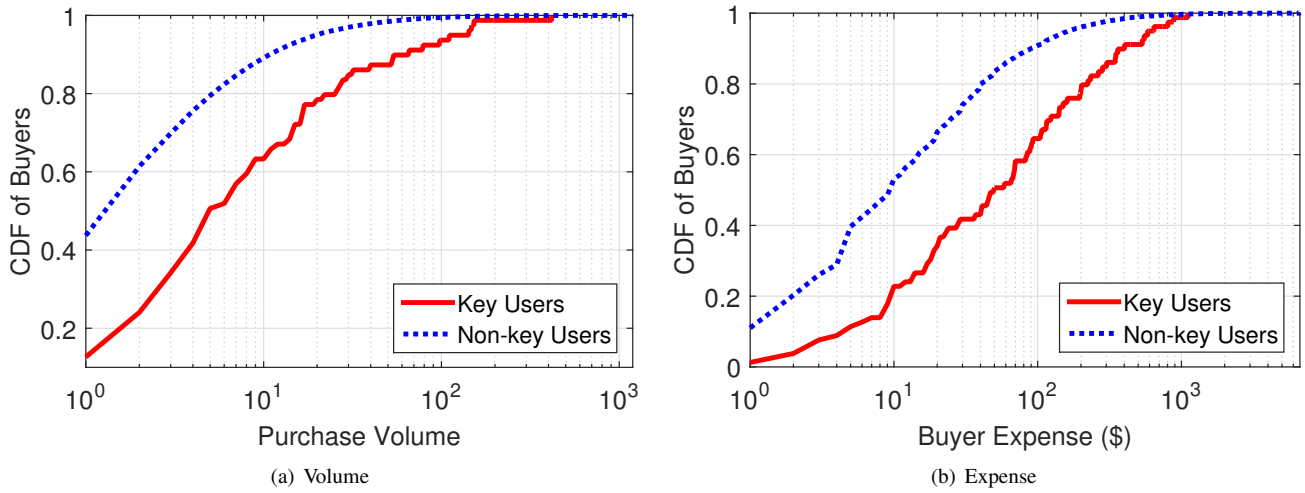 CDF of Buyers
1
0.8
0.6
0.4
0.2
10^0
10^1
10^2
10^3
Purchase Volume
Key Users
Non-key Users
(a) Volume
CDF of Buyers
1
0.8
0.6
0.4
0.2
0
10^0
10^1
10^2
10^3
Buyer Expense ($)
Key Users
Non-key Users
(b) Expense